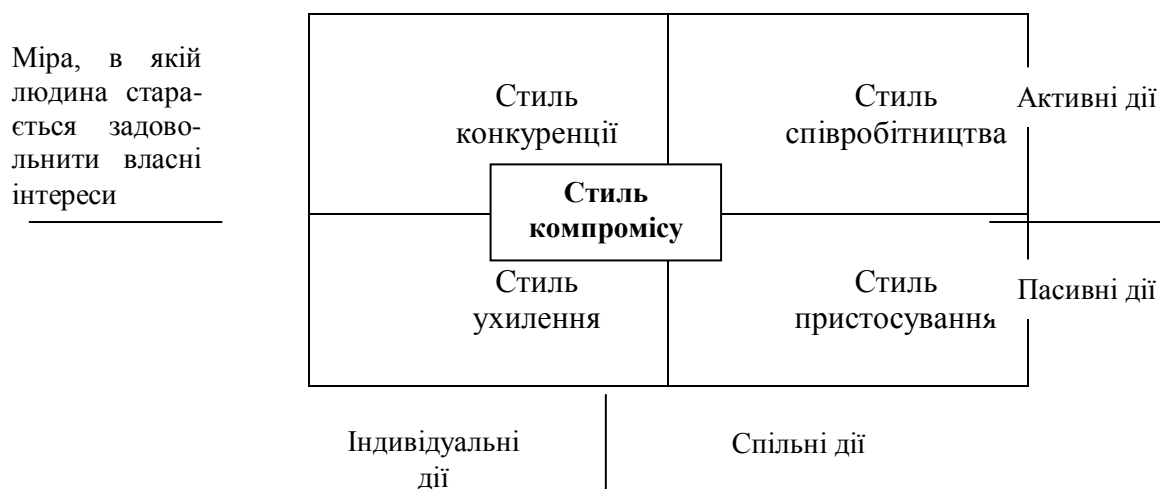 Міра, в якій
людина стара-
ється задово-
льнити власні
інтереси
Стиль
конкуренції
Стиль
співробітництва
Активні дії
Стиль
компромісу
Стиль
ухилення
Стиль
пристосування
Пасивні дії
Індивідуальні
дії
Спільні дії